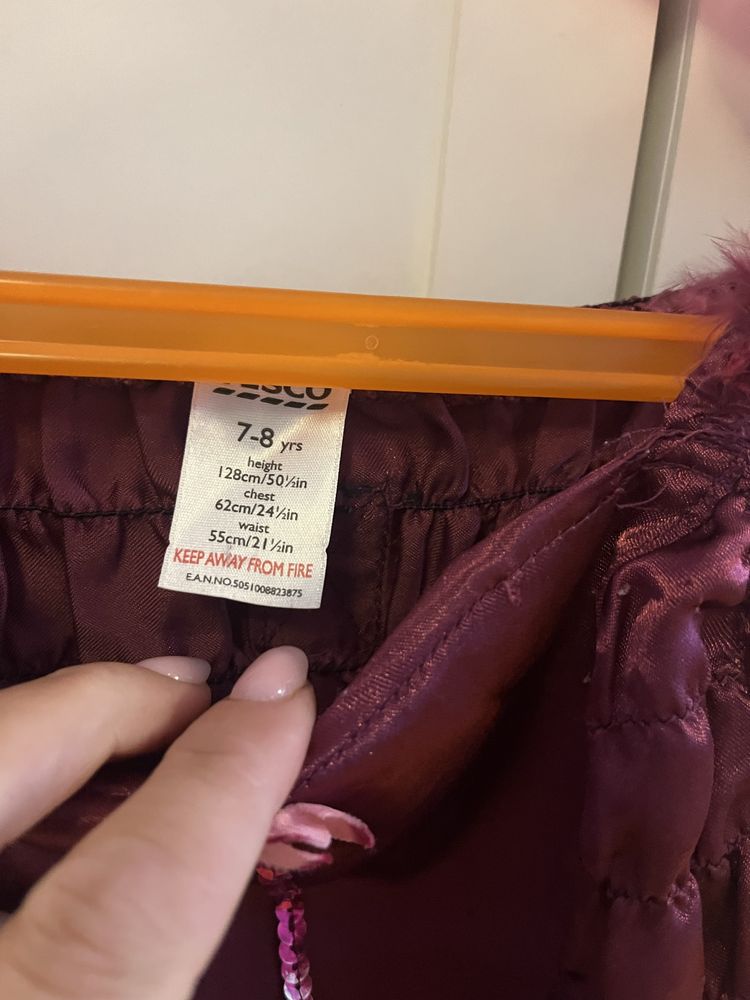 TESCO
7-8 yrs
height
128cm/50½in
chest
62cm/24½in
waist
55cm/21½in
KEEP AWAY FROM FIRE
E.A.N.NO.5051008823875